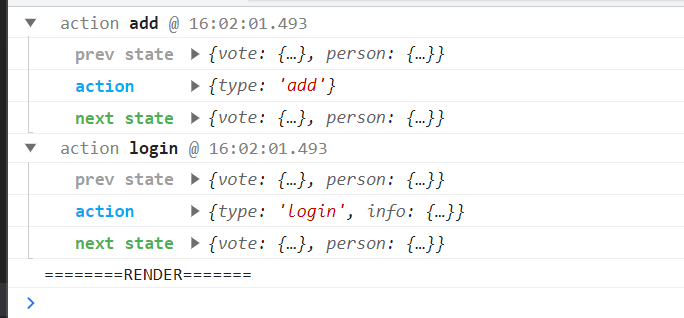 ▼ action add @ 16:02:01.493
prev state ▶ {vote: {…}, person: {…}}
action ▶ {type: 'add'}
next state ▶ {vote: {…}, person: {…}}
▼ action login @ 16:02:01.493
prev state ▶ {vote: {…}, person: {…}}
action ▶ {type: 'login', info: {…}}
next state ▶ {vote: {…}, person: {…}}
========RENDER=======
>